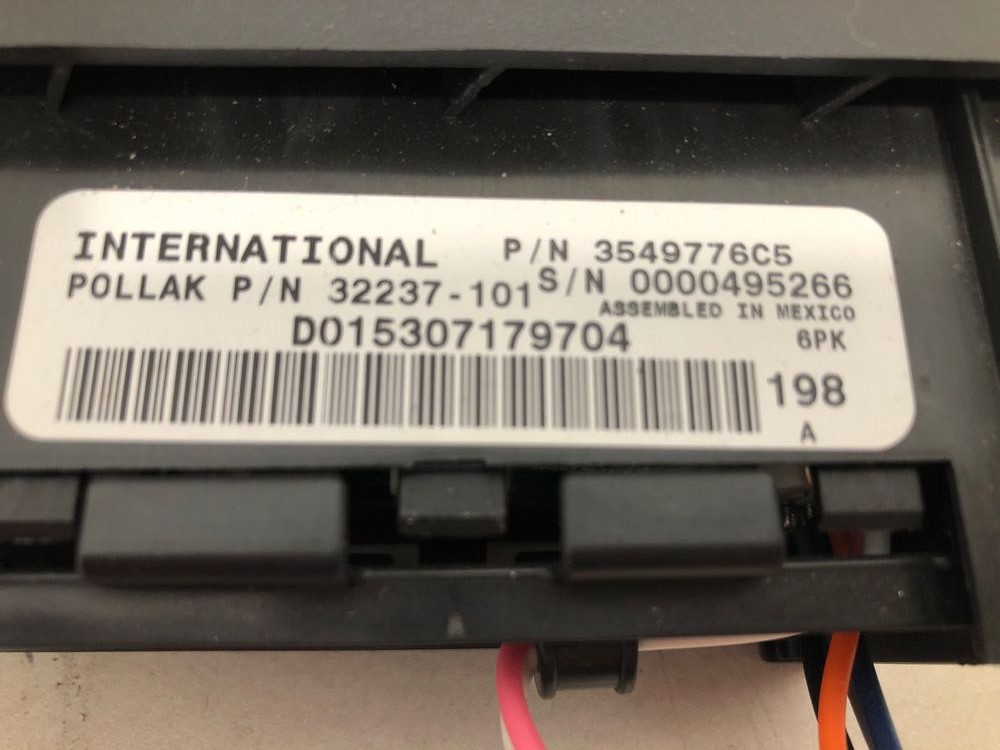 INTERNATIONAL P/N 3549776C5
POLLAK P/N 32237-101 S/N 0000495266
ASSEMBLED IN MEXICO
D015307179704 6PK
198
A